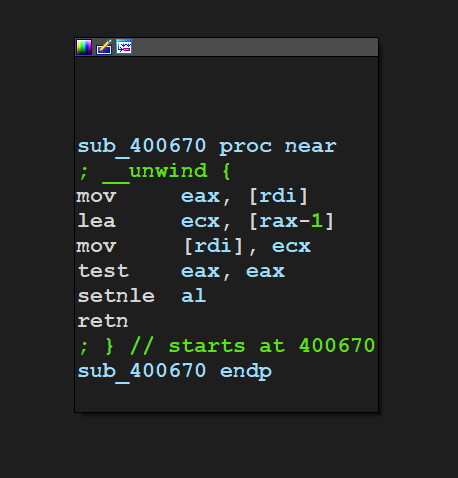 sub_400670 proc near
; __unwind {
mov     eax, [rdi]
lea     ecx, [rax-1]
mov     [rdi], ecx
test    eax, eax
setnle  al
retn
; } // starts at 400670
sub_400670 endp